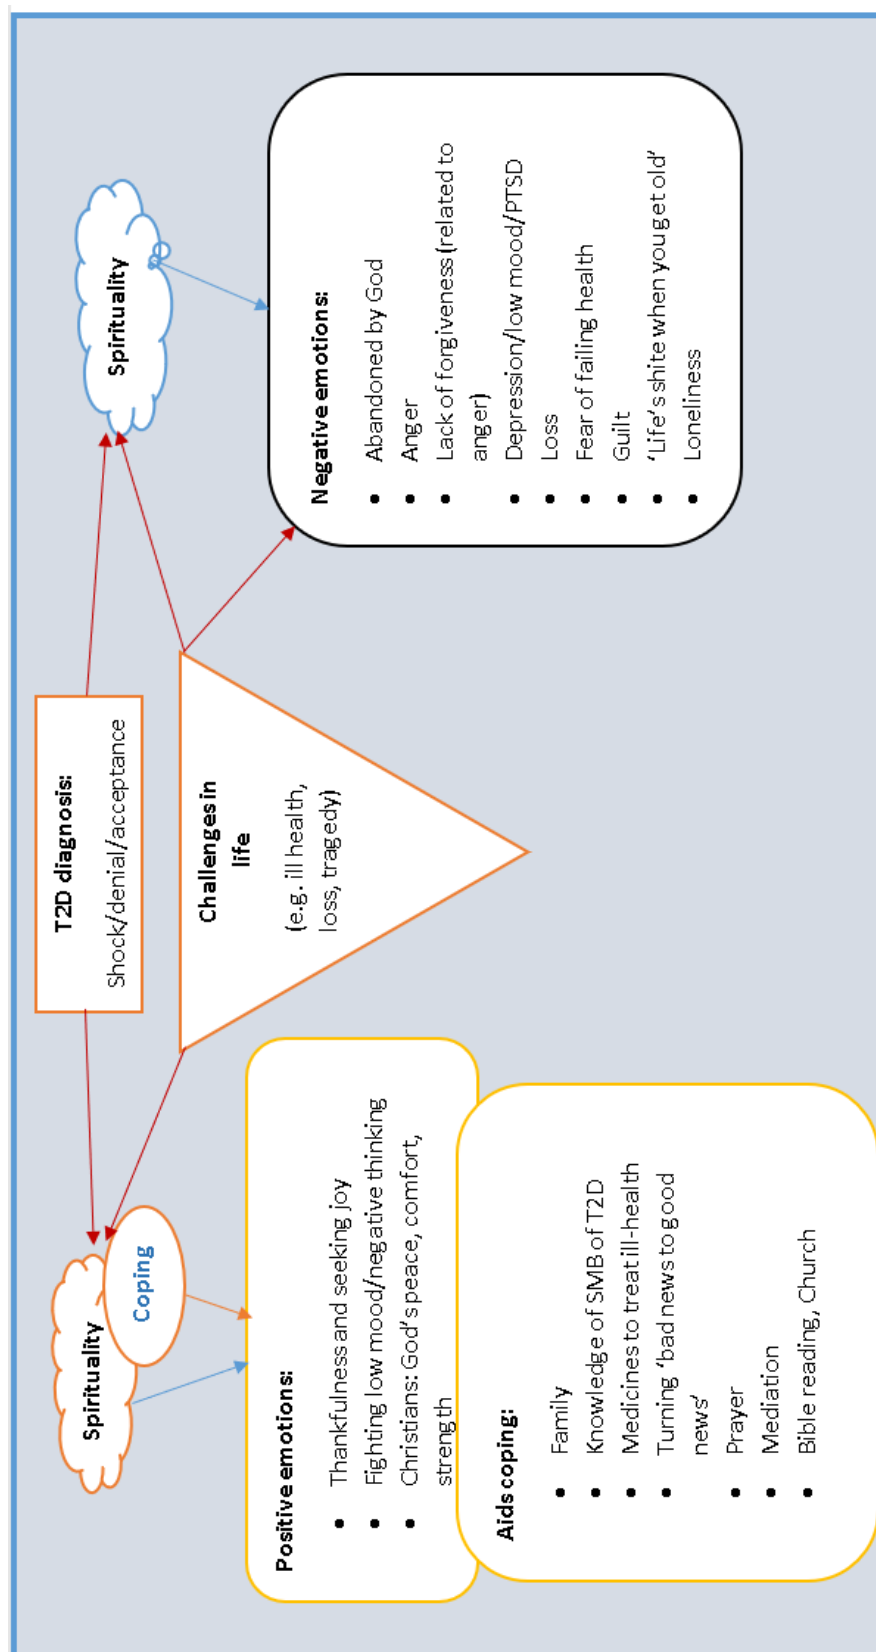 Spirituality
Coping
T2D diagnosis:
Shock/denial/acceptance
Spirituality
Challenges in
life
(e.g. ill health,
loss, tragedy)
Positive emotions:
• Thankfulness and seeking joy
• Fighting low mood/negative thinking
• Christians: God's peace, comfort,
strength
Aids coping:
• Family
• Knowledge of SMB of T2D
• Medicines to treat ill-health
• Turning 'bad news to good
news'
• Prayer
• Mediation
• Bible reading, Church
Negative emotions:
• Abandoned by God
• Anger
• Lack of forgiveness (related to
anger)
• Depression/low mood/PTSD
• Loss
• Fear of failing health
• Guilt
• 'Life's shite when you get old'
• Loneliness